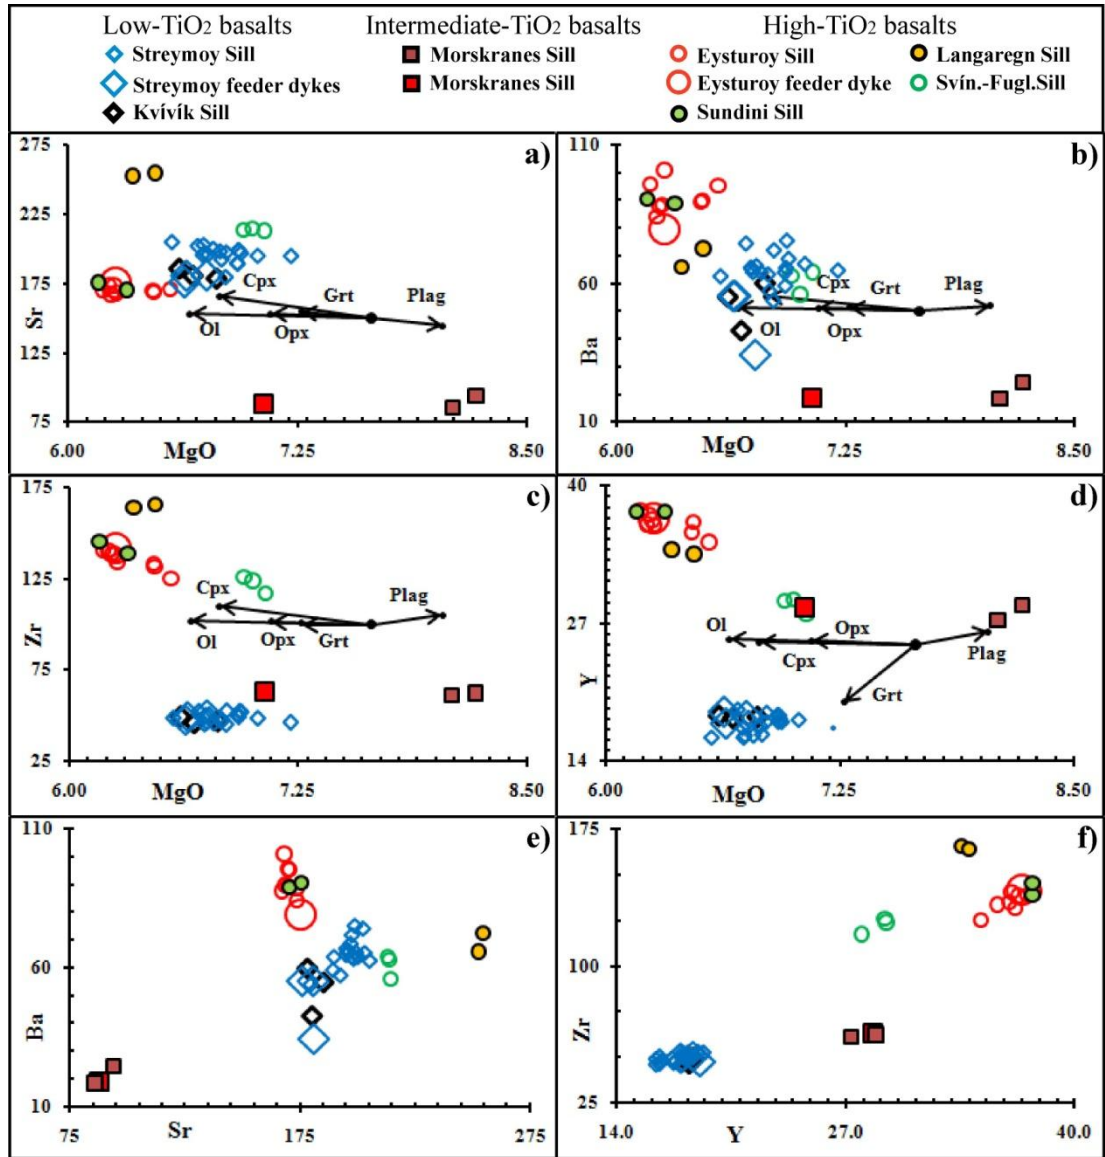 Low-TiO2 basalts Intermediate-TiO2 basalts High-TiO2 basalts
Streymoy Sill Morskranes Sill Eysturoy Sill Langaregn Sill
Streymoy feeder dykes Morskranes Sill Eysturoy feeder dyke Svín.-Fugl.Sill
Kvívík Sill Sundini Sill
a)
275
225
175
125
75
Sr
Cpx
Grt
Plag
Ol
Opx
6.00 7.25 8.50
MgO
b)
110
60
10
Ba
Cpx
Grt
Plag
Ol
Opx
6.00 7.25 8.50
MgO
c)
175
125
75
25
Zr
Cpx
Plag
Ol
Opx
Grt
6.00 7.25 8.50
MgO
d)
40
27
14
Y
Ol
Opx
Cpx
Plag
Grt
6.00 7.25 8.50
MgO
e)
110
60
10
Ba
75 175 275
Sr
f)
175
100
25
Zr
14.0 27.0 40.0
Y